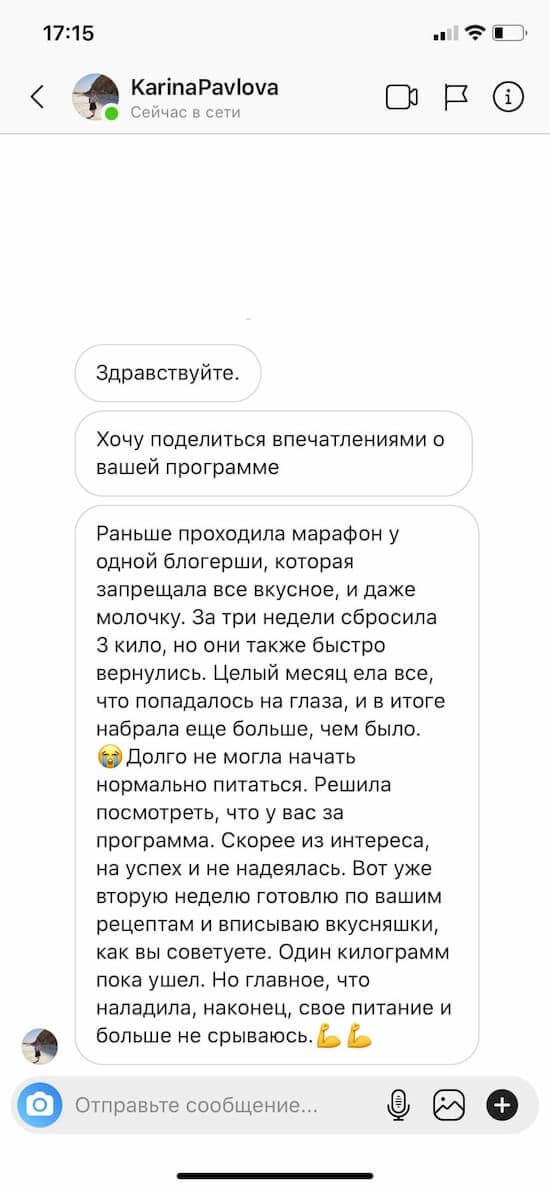 17:15
KarinaPavlova
Сейчас в сети
Здравствуйте.
Хочу поделиться впечатлениями о
вашей программе
Раньше проходила марафон у
одной блогерши, которая
запрещала все вкусное, и даже
молочку. За три недели сбросила
3 кило, но они также быстро
вернулись. Целый месяц ела все,
что попадалось на глаза, и в итоге
набрала еще больше, чем было.
😭Долго не могла начать
нормально питаться. Решила
посмотреть, что у вас за
программа. Скорее из интереса,
на успех и не надеялась. Вот уже
вторую неделю готовлю по вашим
рецептам и вписываю вкусняшки,
как вы советуете. Один килограмм
пока ушел. Но главное, что
наладила, наконец, свое питание и
больше не срываюсь.💪💪
Отправьте сообщение...